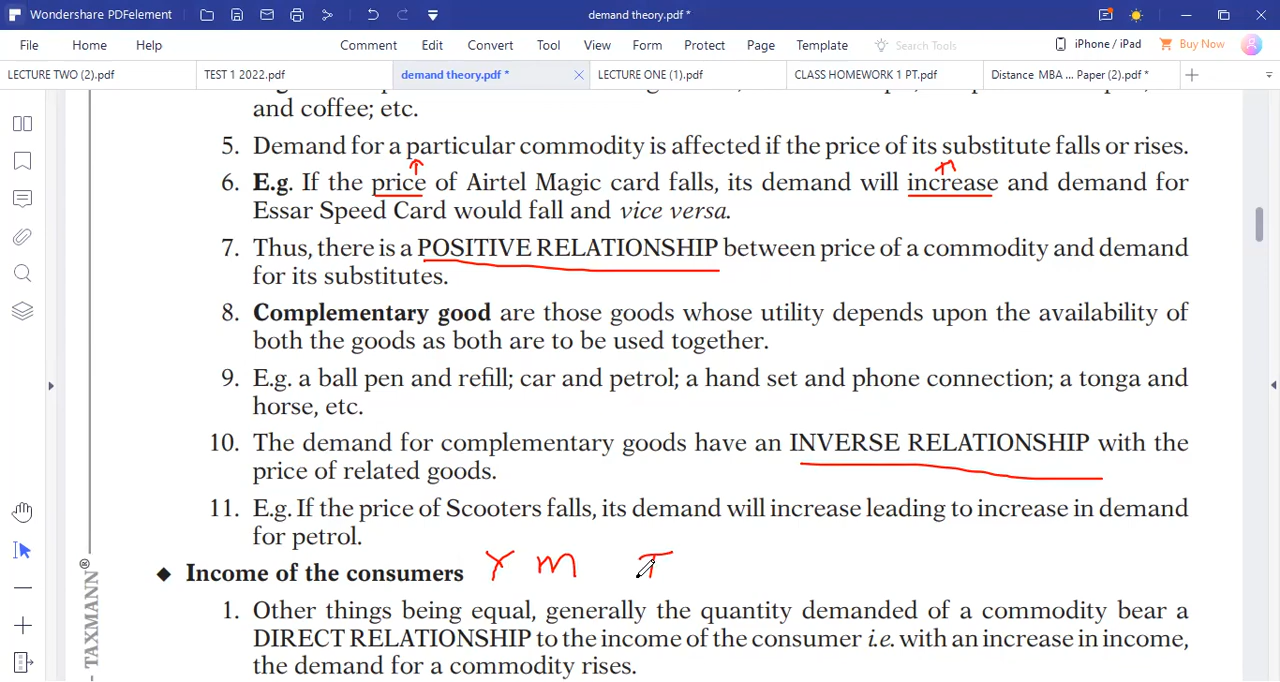 Wondershare PDFelement
demand theory.pdf *
File Home Help Comment Edit Convert Tool View Form Protect Page Template Search Tools iPhone / iPad Buy Now
LECTURE TWO (2).pdf TEST 1 2022.pdf demand theory.pdf * LECTURE ONE (1).pdf CLASS HOMEWORK 1 PT.pdf Distance MBA ... Paper (2).pdf *
and coffee; etc.
5. Demand for a particular commodity is affected if the price of its substitute falls or rises.
6. E.g. If the price of Airtel Magic card falls, its demand will increase and demand for
Essar Speed Card would fall and vice versa.
7. Thus, there is a POSITIVE RELATIONSHIP between price of a commodity and demand
for its substitutes.
8. Complementary good are those goods whose utility depends upon the availability of
both the goods as both are to be used together.
9. E.g. a ball pen and refill; car and petrol; a hand set and phone connection; a tonga and
horse, etc.
10. The demand for complementary goods have an INVERSE RELATIONSHIP with the
price of related goods.
11. E.g. If the price of Scooters falls, its demand will increase leading to increase in demand
for petrol.
◆ Income of the consumers Y M
1. Other things being equal, generally the quantity demanded of a commodity bear a
DIRECT RELATIONSHIP to the income of the consumer i.e. with an increase in income,
the demand for a commodity rises.
TAXMANN®